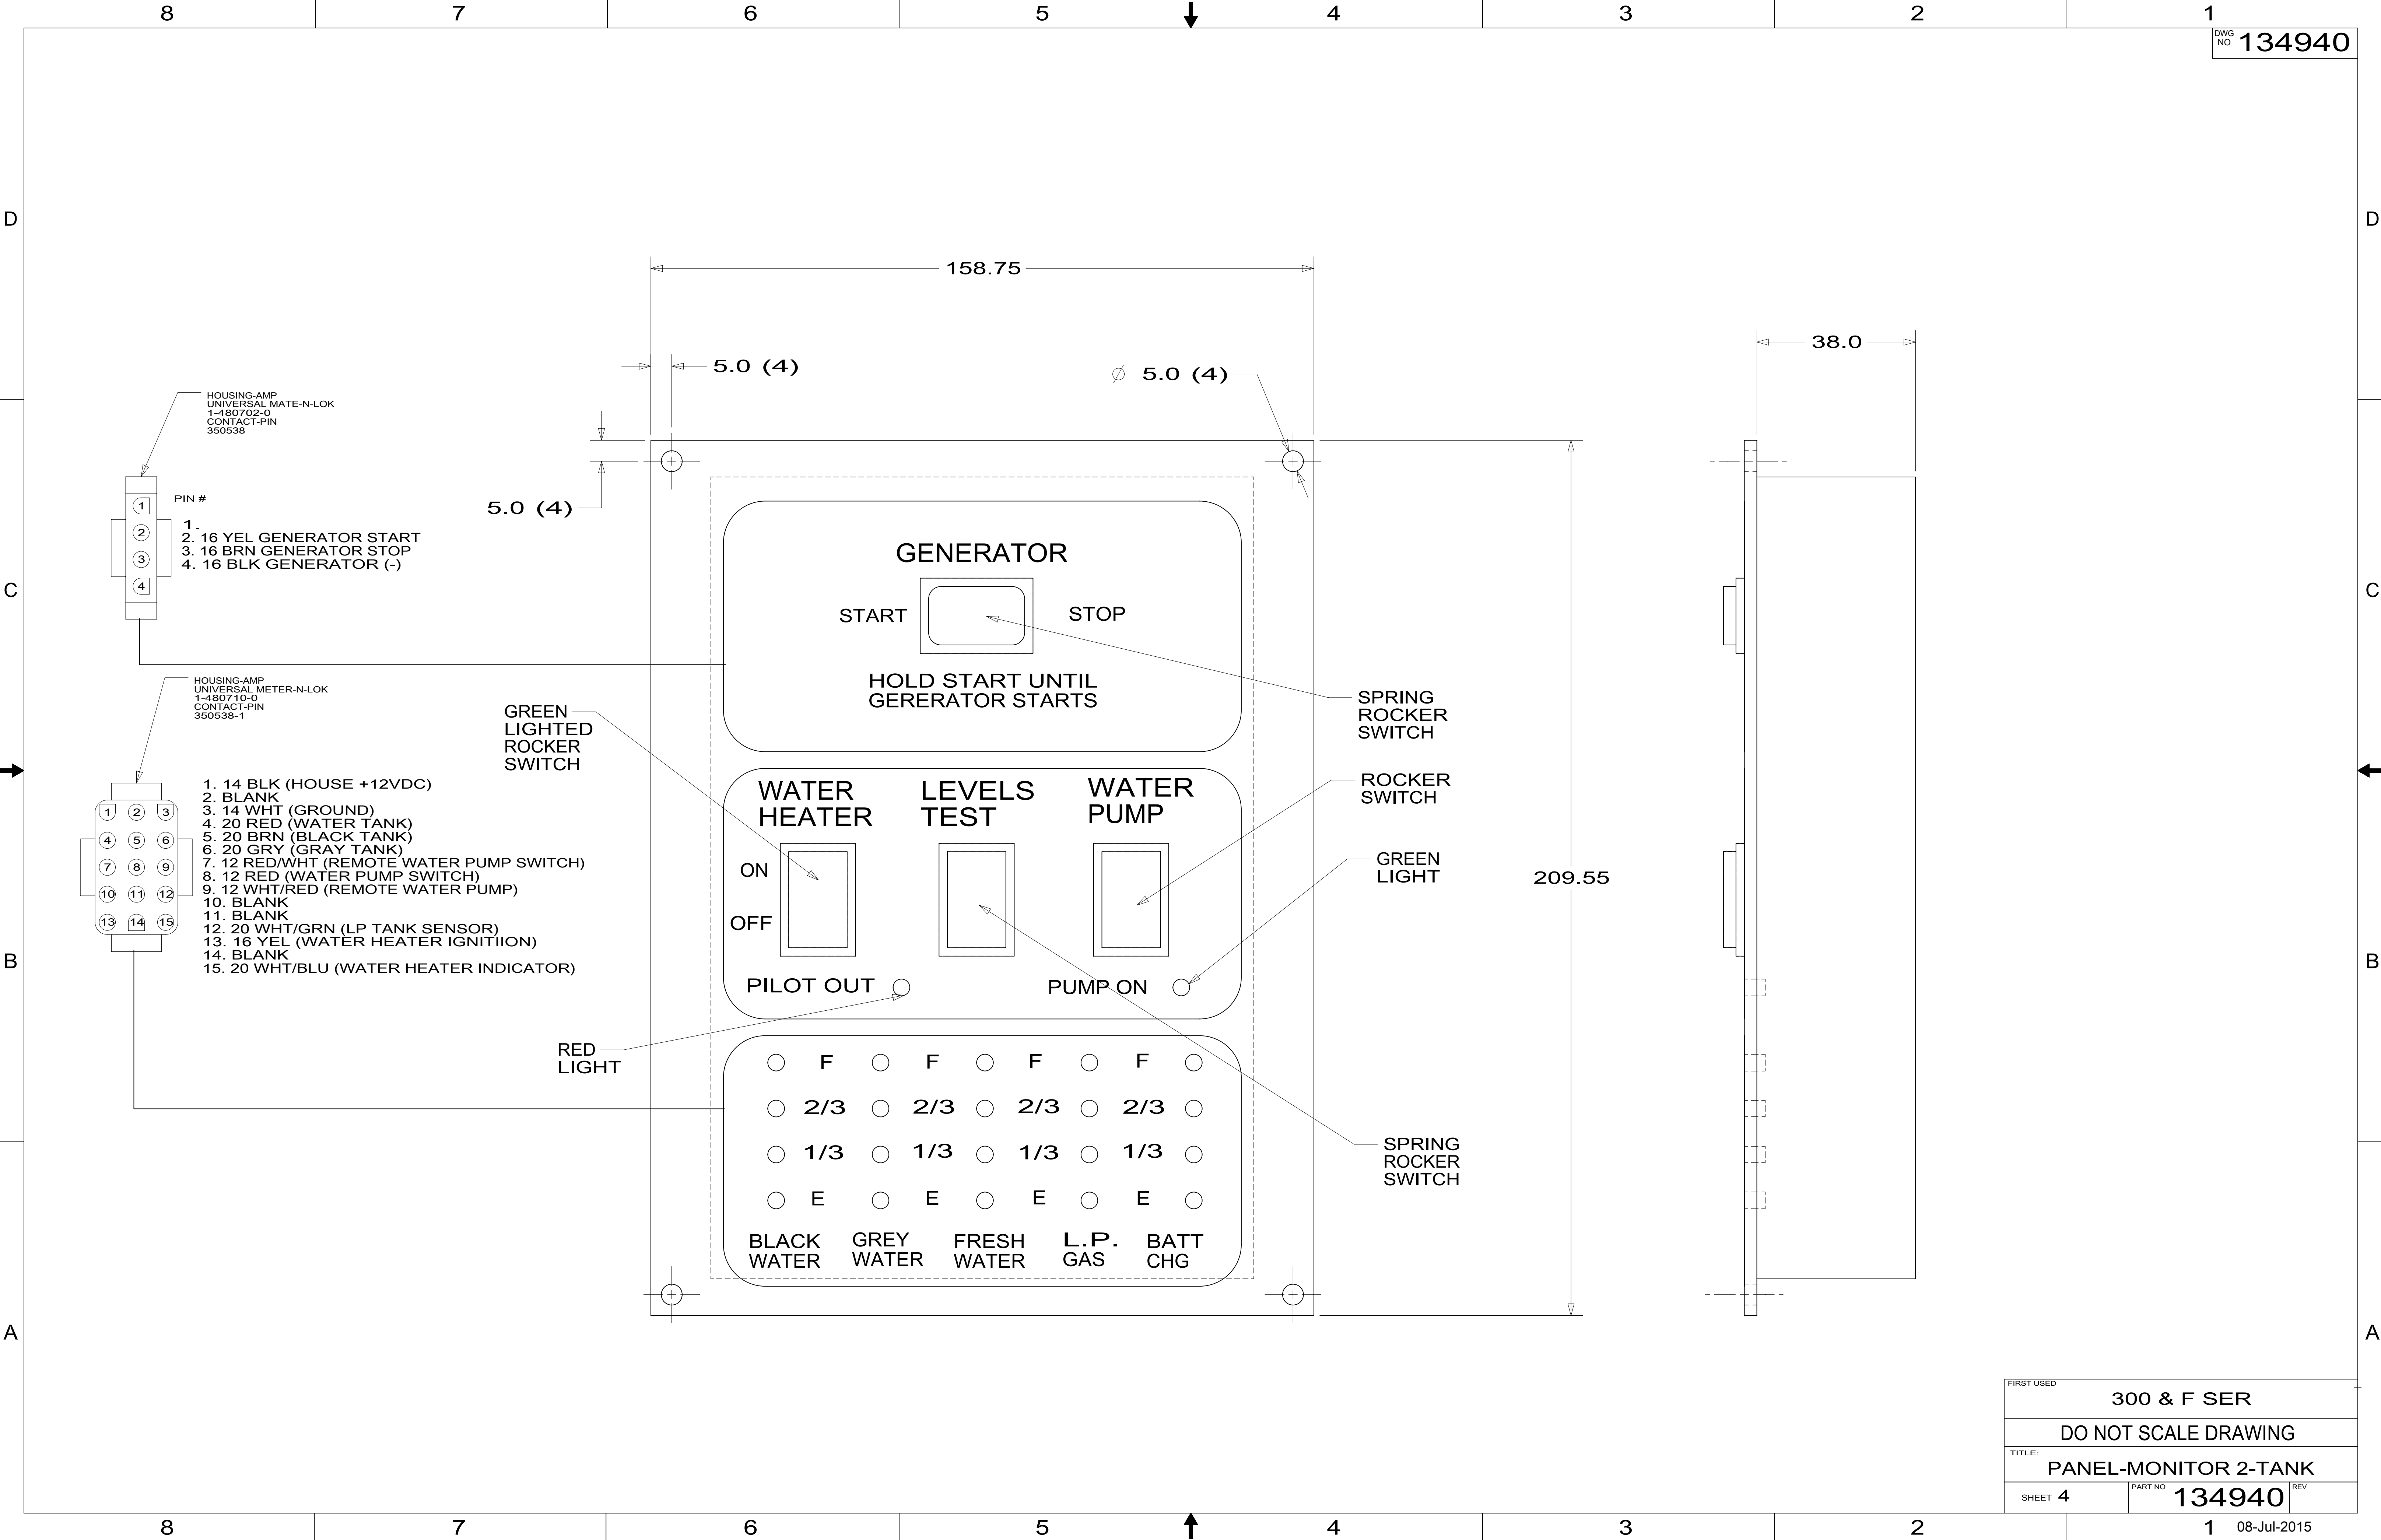 8 7 6 5 4 3 2 1
DWG NO 134940
D D
158.75
38.0
5.0 (4)
⌀ 5.0 (4)
HOUSING-AMP
UNIVERSAL MATE-N-LOK
1-480702-0
CONTACT-PIN
350538
PIN #
1
2
3
4
1.
2. 16 YEL GENERATOR START
3. 16 BRN GENERATOR STOP
4. 16 BLK GENERATOR (-)
5.0 (4)
C C
GENERATOR
START STOP
HOLD START UNTIL
GERERATOR STARTS
SPRING
ROCKER
SWITCH
HOUSING-AMP
UNIVERSAL METER-N-LOK
1-480710-0
CONTACT-PIN
350538-1
GREEN
LIGHTED
ROCKER
SWITCH
1 2 3
4 5 6
7 8 9
10 11 12
13 14 15
1. 14 BLK (HOUSE +12VDC)
2. BLANK
3. 14 WHT (GROUND)
4. 20 RED (WATER TANK)
5. 20 BRN (BLACK TANK)
6. 20 GRY (GRAY TANK)
7. 12 RED/WHT (REMOTE WATER PUMP SWITCH)
8. 12 RED (WATER PUMP SWITCH)
9. 12 WHT/RED (REMOTE WATER PUMP)
10. BLANK
11. BLANK
12. 20 WHT/GRN (LP TANK SENSOR)
13. 16 YEL (WATER HEATER IGNITIION)
14. BLANK
15. 20 WHT/BLU (WATER HEATER INDICATOR)
WATER
HEATER
LEVELS
TEST
WATER
PUMP
ROCKER
SWITCH
ON
OFF
GREEN
LIGHT
209.55
B B
PILOT OUT
PUMP ON
RED
LIGHT
F F F F
2/3 2/3 2/3 2/3
1/3 1/3 1/3 1/3
E E E E
BLACK
WATER
GREY
WATER
FRESH
WATER
L.P.
GAS
BATT
CHG
SPRING
ROCKER
SWITCH
A A
FIRST USED
300 & F SER
DO NOT SCALE DRAWING
TITLE:
PANEL-MONITOR 2-TANK
SHEET 4
PART NO 134940
REV
8 7 6 5 4 3 2 1
08-Jul-2015